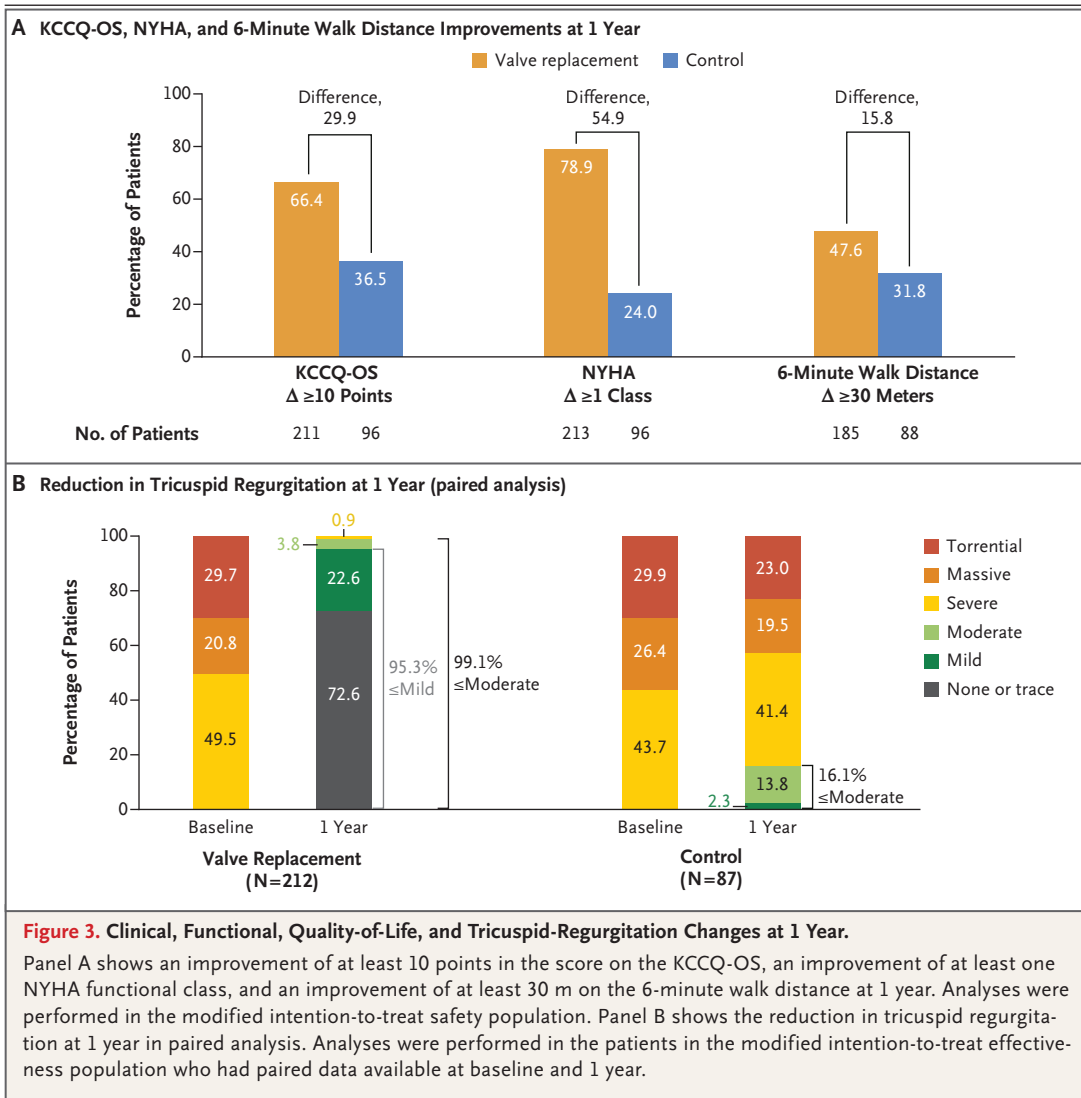 A KCCQ-OS, NYHA, and 6-Minute Walk Distance Improvements at 1 Year
Valve replacement
Control
Percentage of Patients
100
80
60
40
20
0
Difference,
29.9
66.4
36.5
Difference,
54.9
78.9
24.0
Difference,
15.8
47.6
31.8
KCCQ-OS
Δ ≥10 Points
NYHA
Δ ≥1 Class
6-Minute Walk Distance
Δ ≥30 Meters
No. of Patients
211 96
213 96
185 88
B Reduction in Tricuspid Regurgitation at 1 Year (paired analysis)
Percentage of Patients
100
80
60
40
20
0
29.7
20.8
49.5
0.9
3.8
22.6
72.6
95.3%
≤Mild
99.1%
≤Moderate
29.9
26.4
43.7
23.0
19.5
41.4
13.8
2.3
16.1%
≤Moderate
Torrential
Massive
Severe
Moderate
Mild
None or trace
Baseline
1 Year
Valve Replacement
(N=212)
Baseline
1 Year
Control
(N=87)
Figure 3. Clinical, Functional, Quality-of-Life, and Tricuspid-Regurgitation Changes at 1 Year.
Panel A shows an improvement of at least 10 points in the score on the KCCQ-OS, an improvement of at least one
NYHA functional class, and an improvement of at least 30 m on the 6-minute walk distance at 1 year. Analyses were
performed in the modified intention-to-treat safety population. Panel B shows the reduction in tricuspid regurgita-
tion at 1 year in paired analysis. Analyses were performed in the patients in the modified intention-to-treat effective-
ness population who had paired data available at baseline and 1 year.